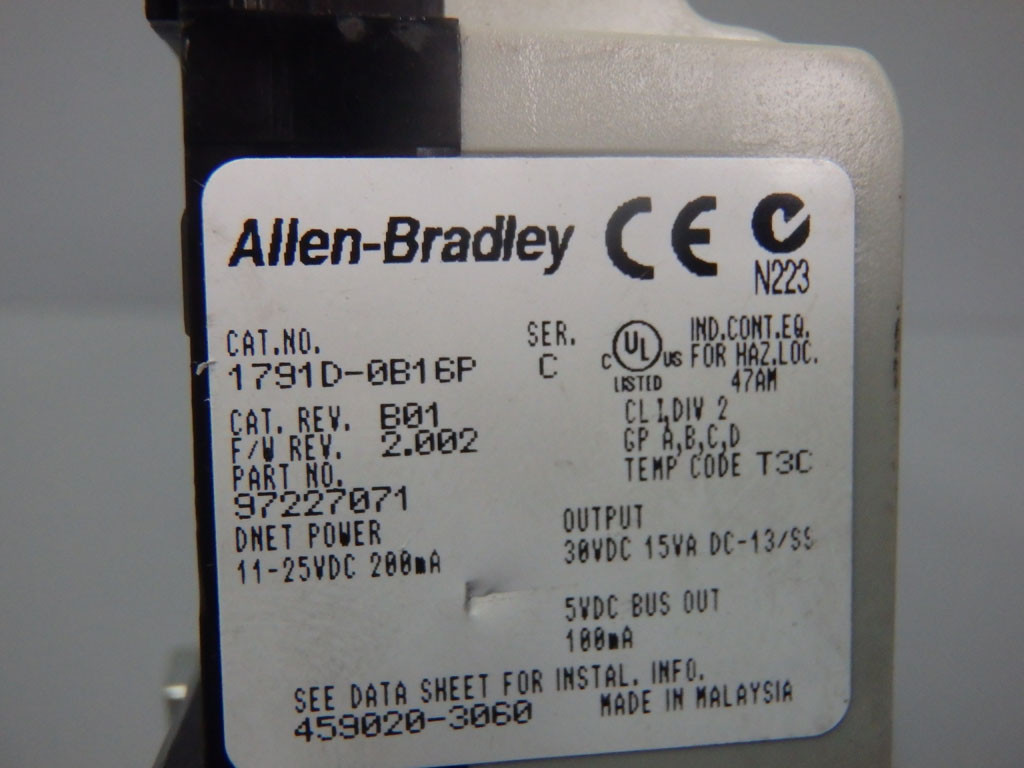 Allen-Bradley CE
N223
CAT.NO. SER.
1791D-0B16P C
C UL US LISTED
IND.CONT.EQ.
FOR HAZ.LOC.
47AM
CL I,DIV 2
GP A,B,C,D
TEMP CODE T3C
CAT. REV. B01
F/W REV. 2.002
PART NO.
97227071
DNET POWER
11-25VDC 200mA
OUTPUT
30VDC 15VA DC-13/SS
5VDC BUS OUT
100mA
SEE DATA SHEET FOR INSTAL. INFO.
459020-3060 MADE IN MALAYSIA